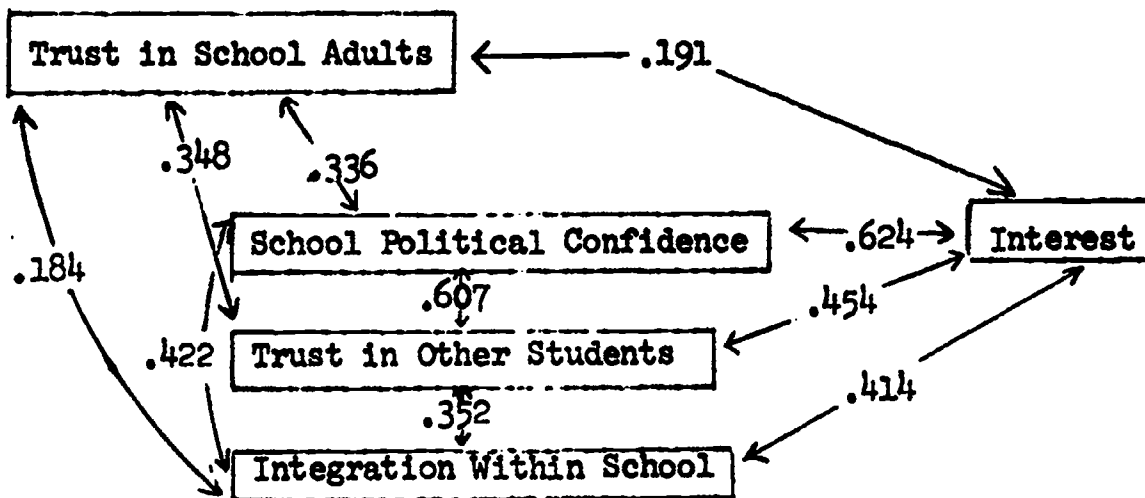 Trust in School Adults
.191
.348
.336
School Political Confidence
.624
Interest
.184
.607
.454
.422
Trust in Other Students
.352
.414
Integration Within School